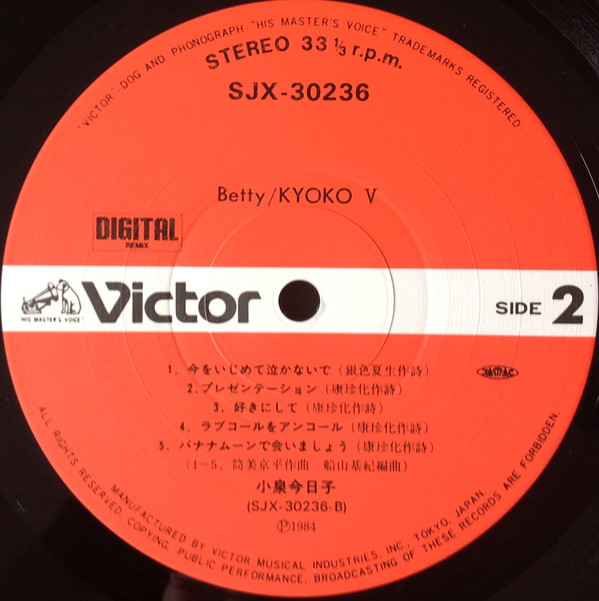 "VICTOR"-DOG AND PHONOGRAPH-"HIS MASTER'S VOICE" TRADEMARKS REGISTERED
STEREO 33 1/3 r.p.m.
SJX-30236
Betty/KYOKO V
DIGITAL
REMIX
"HIS MASTER'S VOICE"
Victor
SIDE 2
1. 今をいじめて泣かないで (銀色夏生作詩)
2. プレゼンテーション (康珍化作詩)
JASRAC
3. 好きにして (康珍化作詩)
4. ラブコールをアンコール (康珍化作詩)
5. バナナムーンで会いましょう (康珍化作詩)
(1–5. 筒美京平作曲 船山基紀編曲)
小泉今日子
(SJX-30236-B)
Ⓟ1984
ALL RIGHTS RESERVED. COPYING, PUBLIC PERFORMANCE, BROADCASTING OF THESE RECORDS ARE FORBIDDEN.
MANUFACTURED BY VICTOR MUSICAL INDUSTRIES, INC. TOKYO, JAPAN.